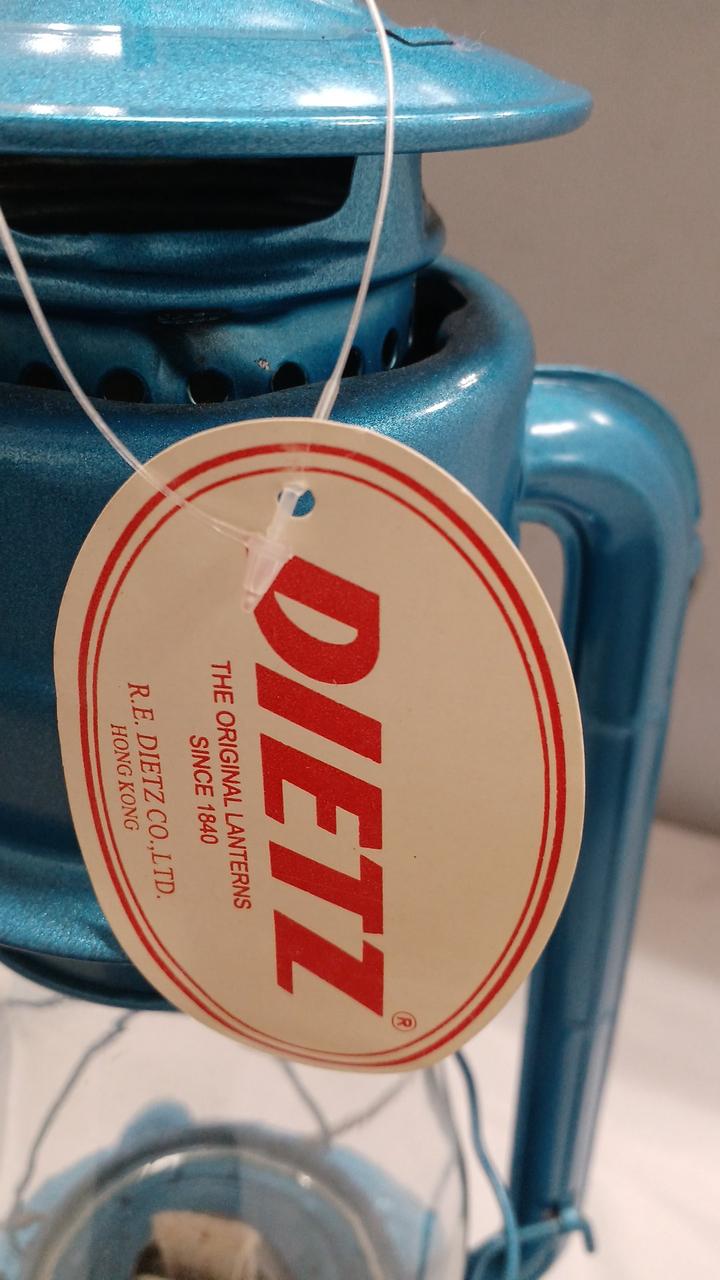 DIETZ®
THE ORIGINAL LANTERNS
SINCE 1840
R.E. DIETZ CO.,LTD.
HONG KONG